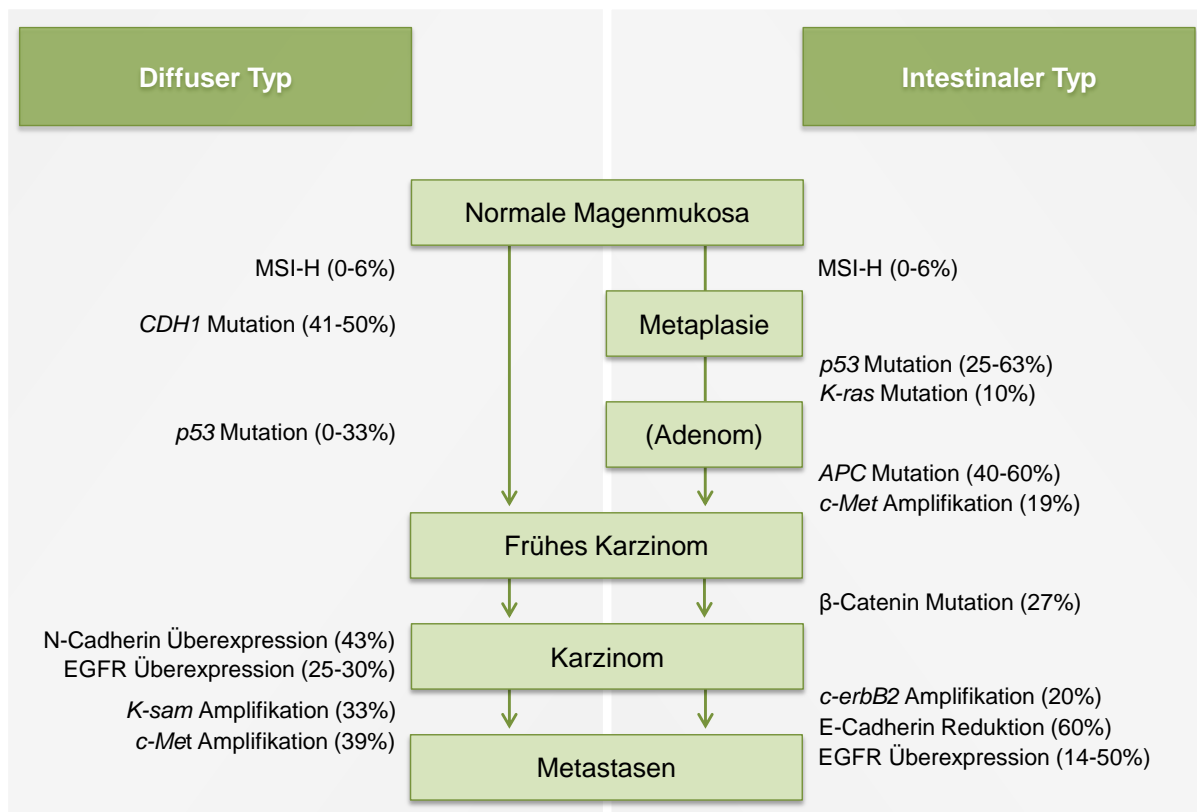 Diffuser Typ
Intestinaler Typ
Normale Magenmukosa
MSI-H (0-6%)
MSI-H (0-6%)
CDH1 Mutation (41-50%)
Metaplasie
p53 Mutation (25-63%)
K-ras Mutation (10%)
p53 Mutation (0-33%)
(Adenom)
APC Mutation (40-60%)
c-Met Amplifikation (19%)
Frühes Karzinom
β-Catenin Mutation (27%)
N-Cadherin Überexpression (43%)
EGFR Überexpression (25-30%)
Karzinom
K-sam Amplifikation (33%)
c-Met Amplifikation (39%)
c-erbB2 Amplifikation (20%)
E-Cadherin Reduktion (60%)
EGFR Überexpression (14-50%)
Metastasen